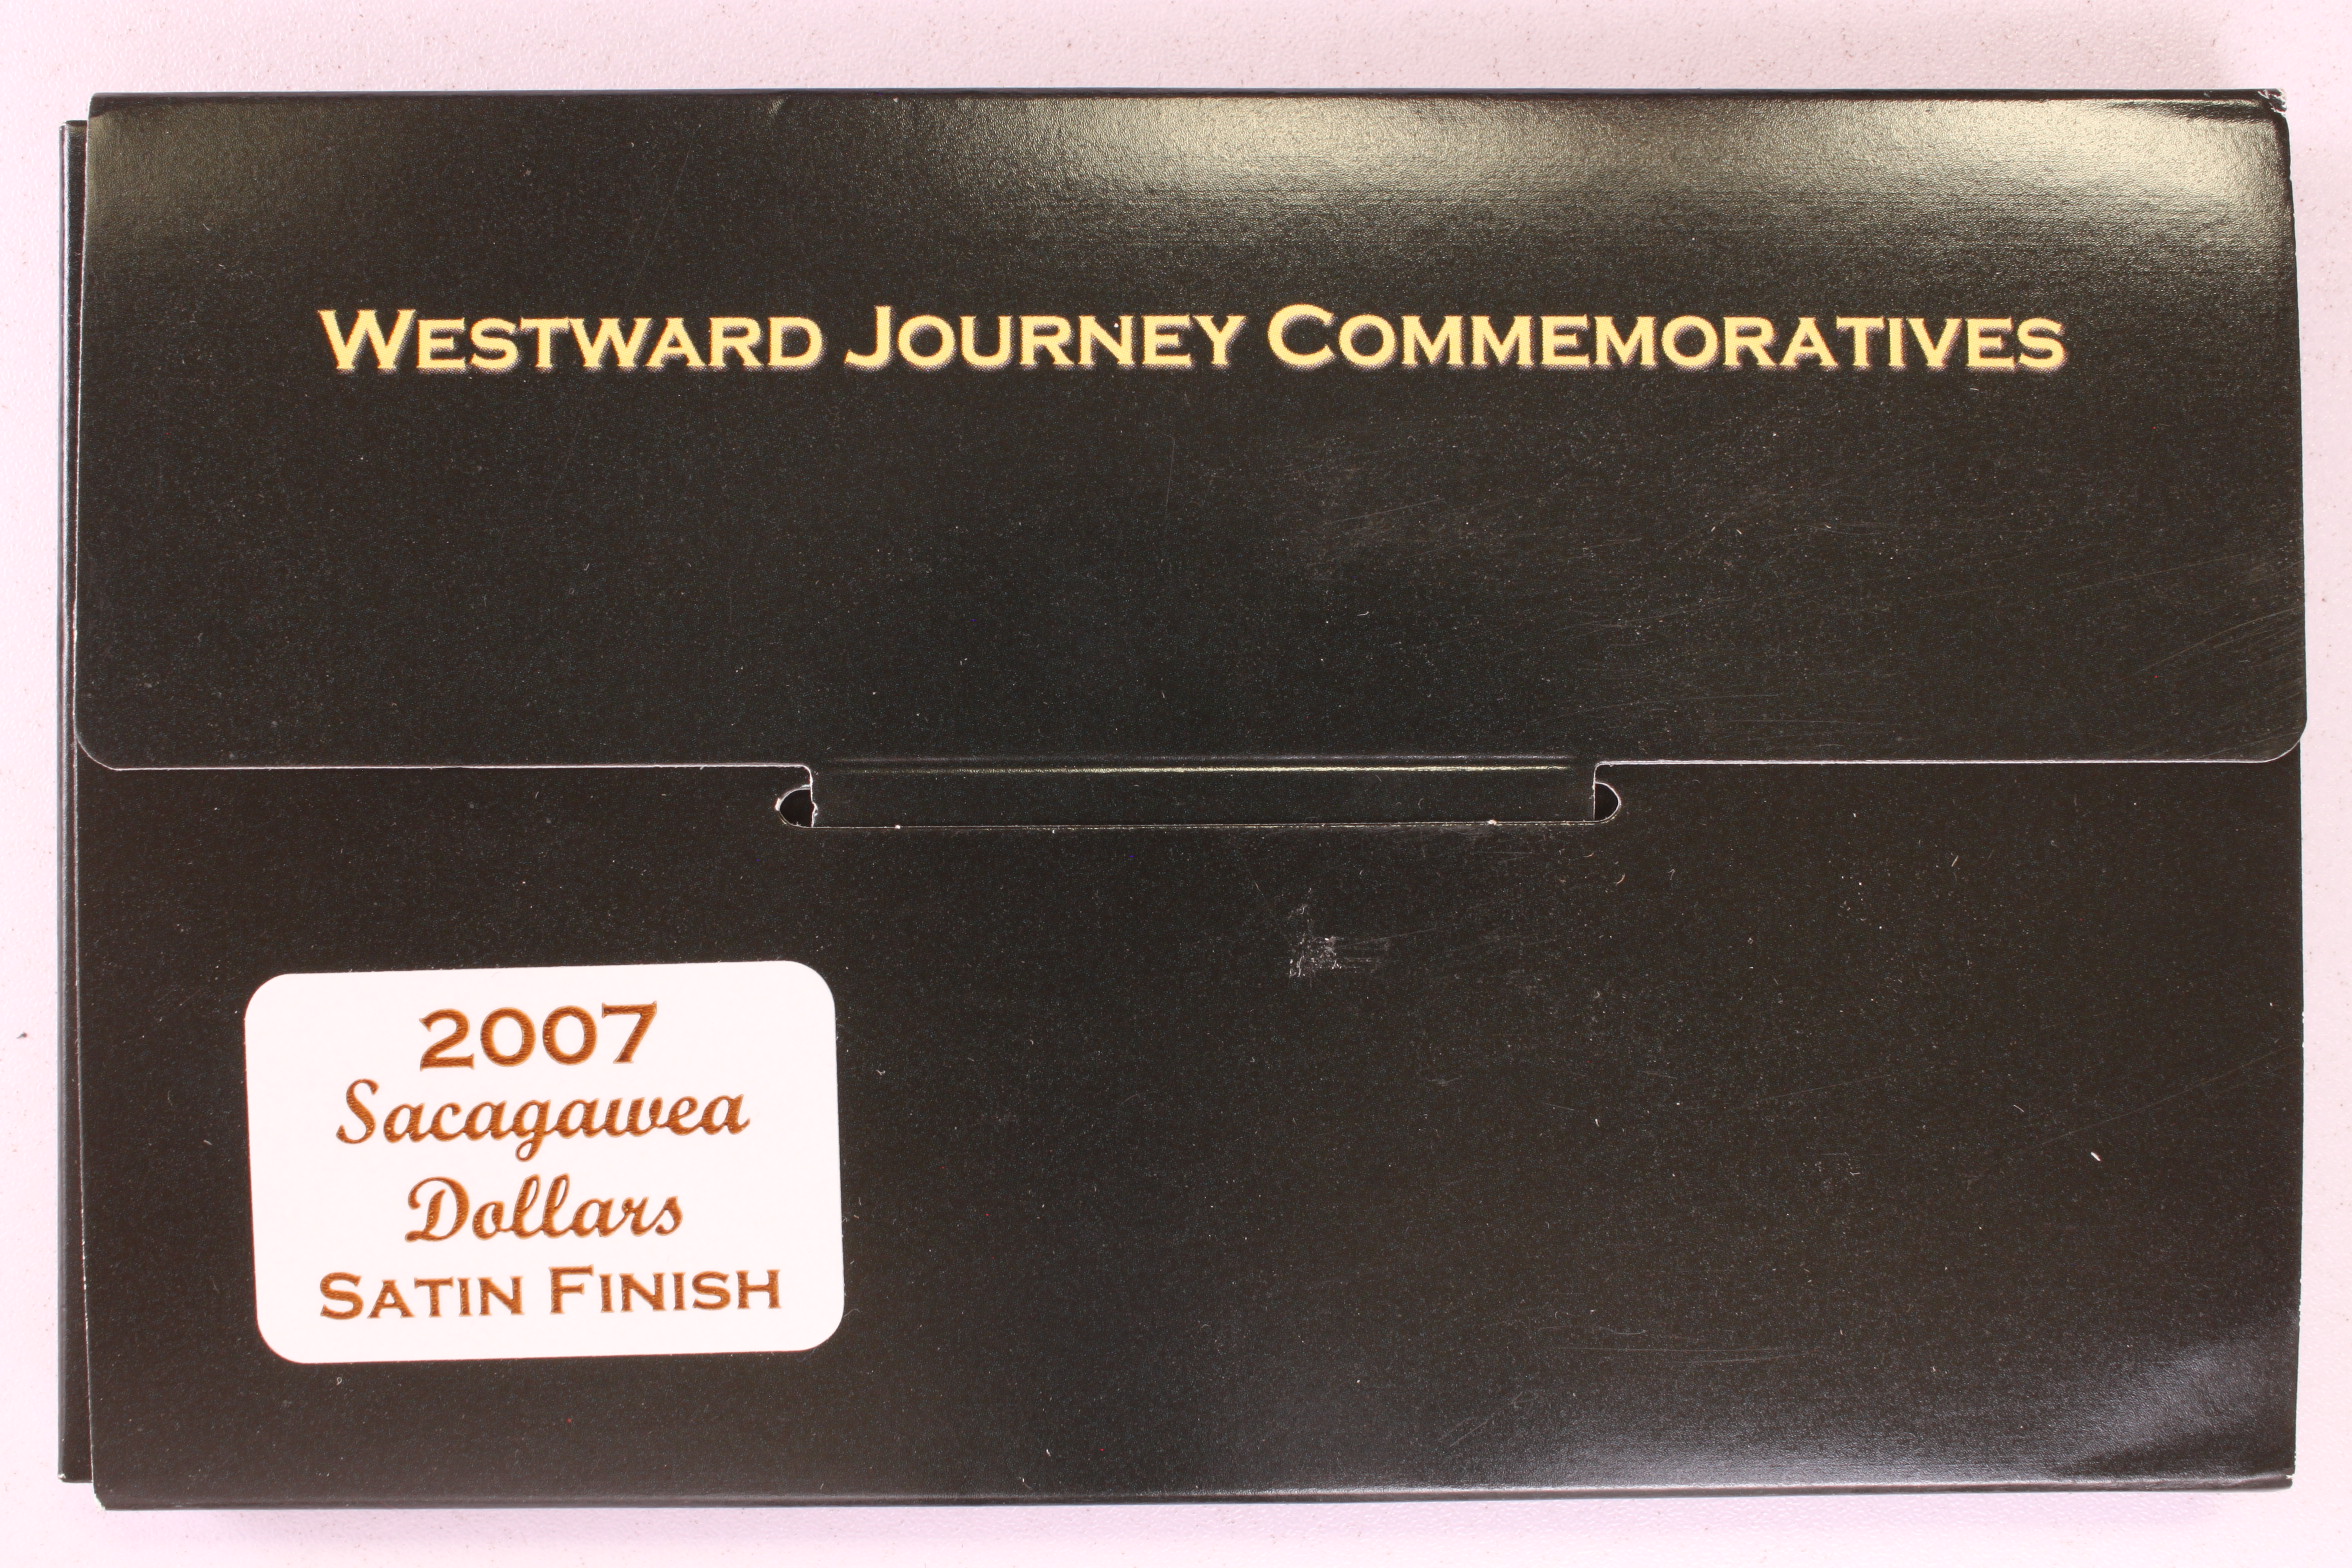 WESTWARD JOURNEY COMMEMORATIVES
2007
Sacagawea
Dollars
SATIN FINISH